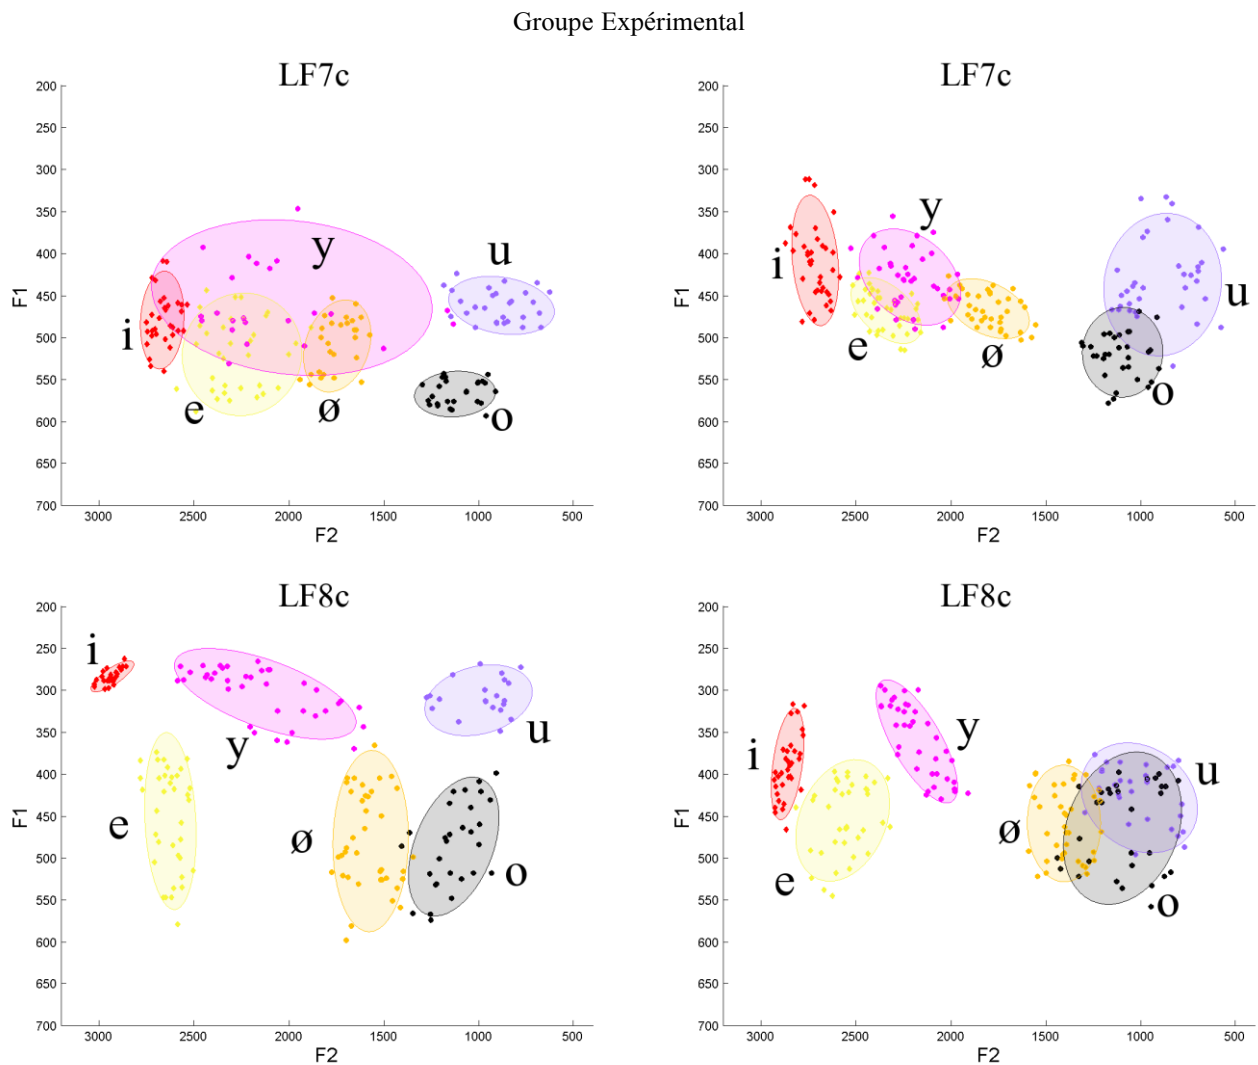 Groupe Expérimental
LF7c
200
250
300
350
400
450
500
550
600
650
700
F1
3000
2500
2000
1500
1000
500
F2
y
u
i
e
ø
o
LF7c
200
250
300
350
400
450
500
550
600
650
700
F1
3000
2500
2000
1500
1000
500
F2
y
i
u
e
ø
o
LF8c
200
250
300
350
400
450
500
550
600
650
700
F1
3000
2500
2000
1500
1000
500
F2
i
y
u
e
ø
o
LF8c
200
250
300
350
400
450
500
550
600
650
700
F1
3000
2500
2000
1500
1000
500
F2
y
i
u
ø
e
o